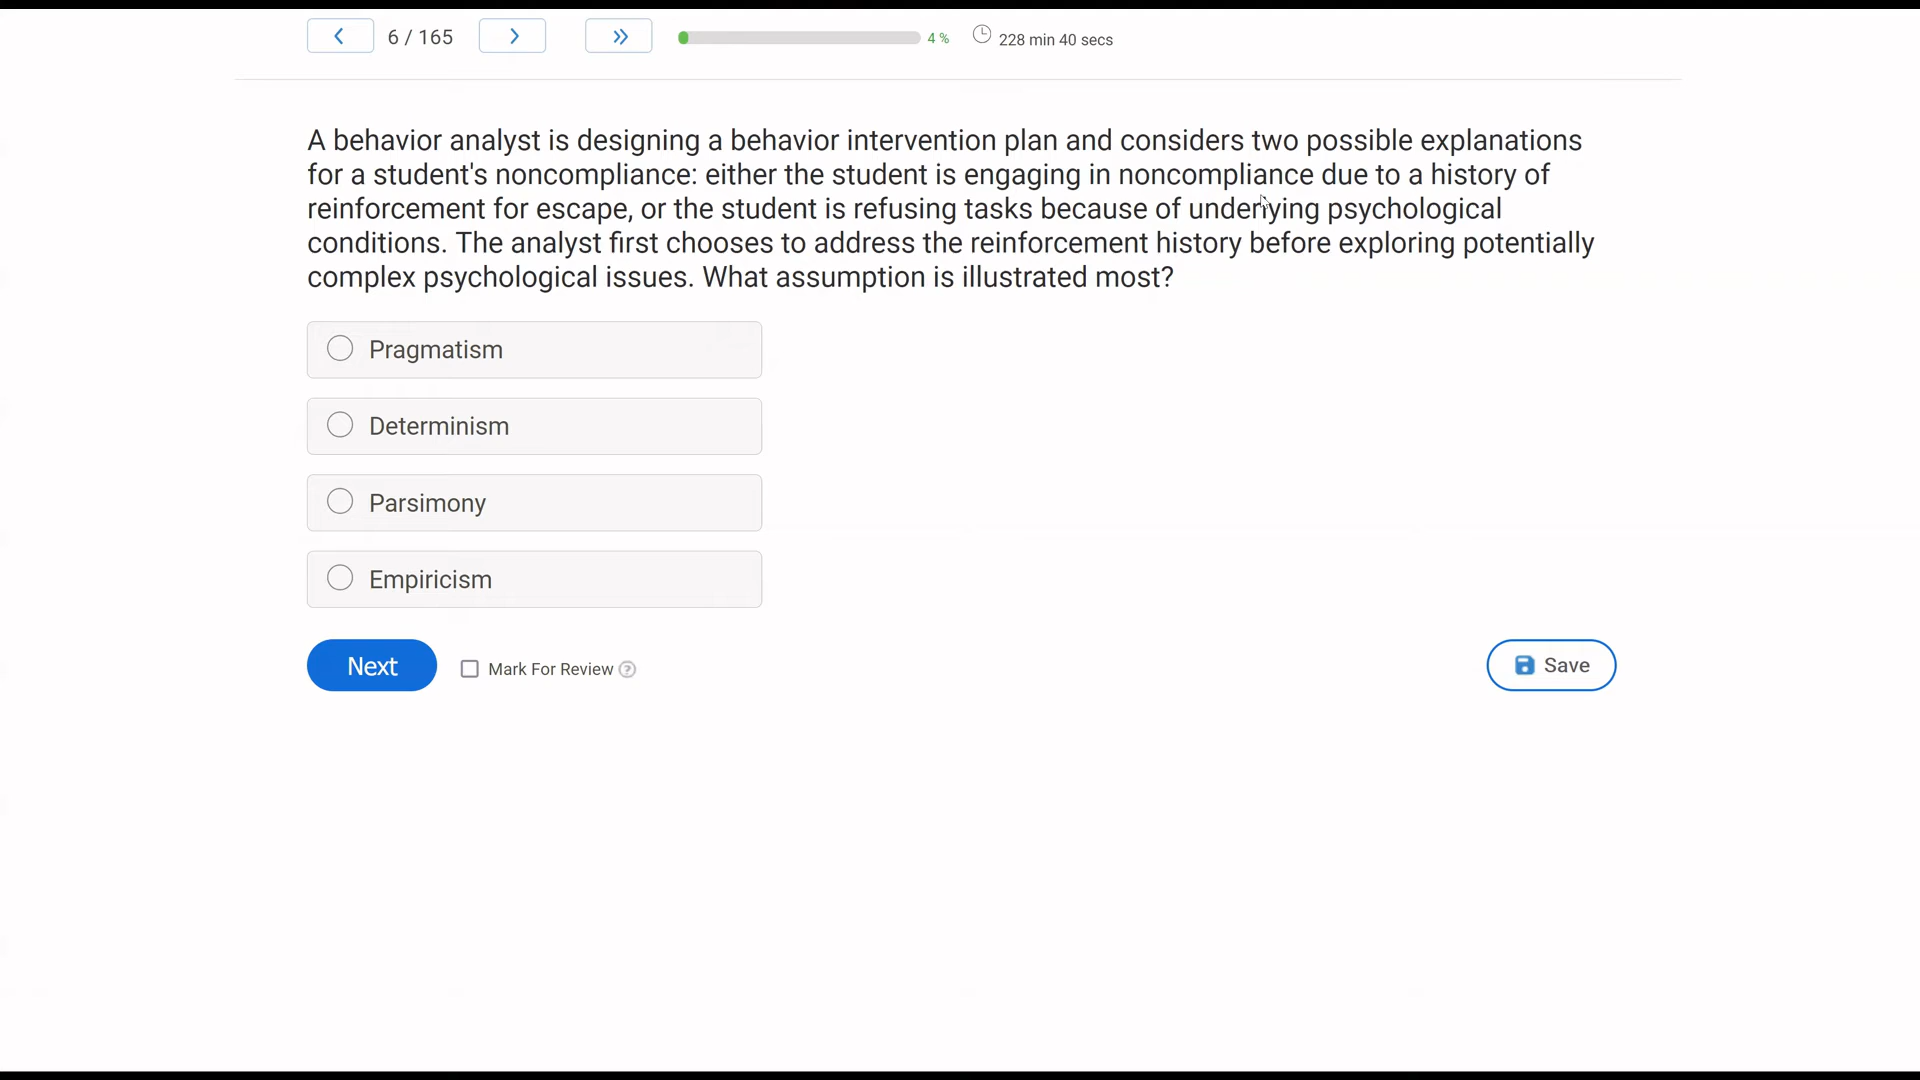 6 / 165
4 %
228 min 40 secs
A behavior analyst is designing a behavior intervention plan and considers two possible explanations
for a student's noncompliance: either the student is engaging in noncompliance due to a history of
reinforcement for escape, or the student is refusing tasks because of underlying psychological
conditions. The analyst first chooses to address the reinforcement history before exploring potentially
complex psychological issues. What assumption is illustrated most?
Pragmatism
Determinism
Parsimony
Empiricism
Next
Mark For Review ?
Save